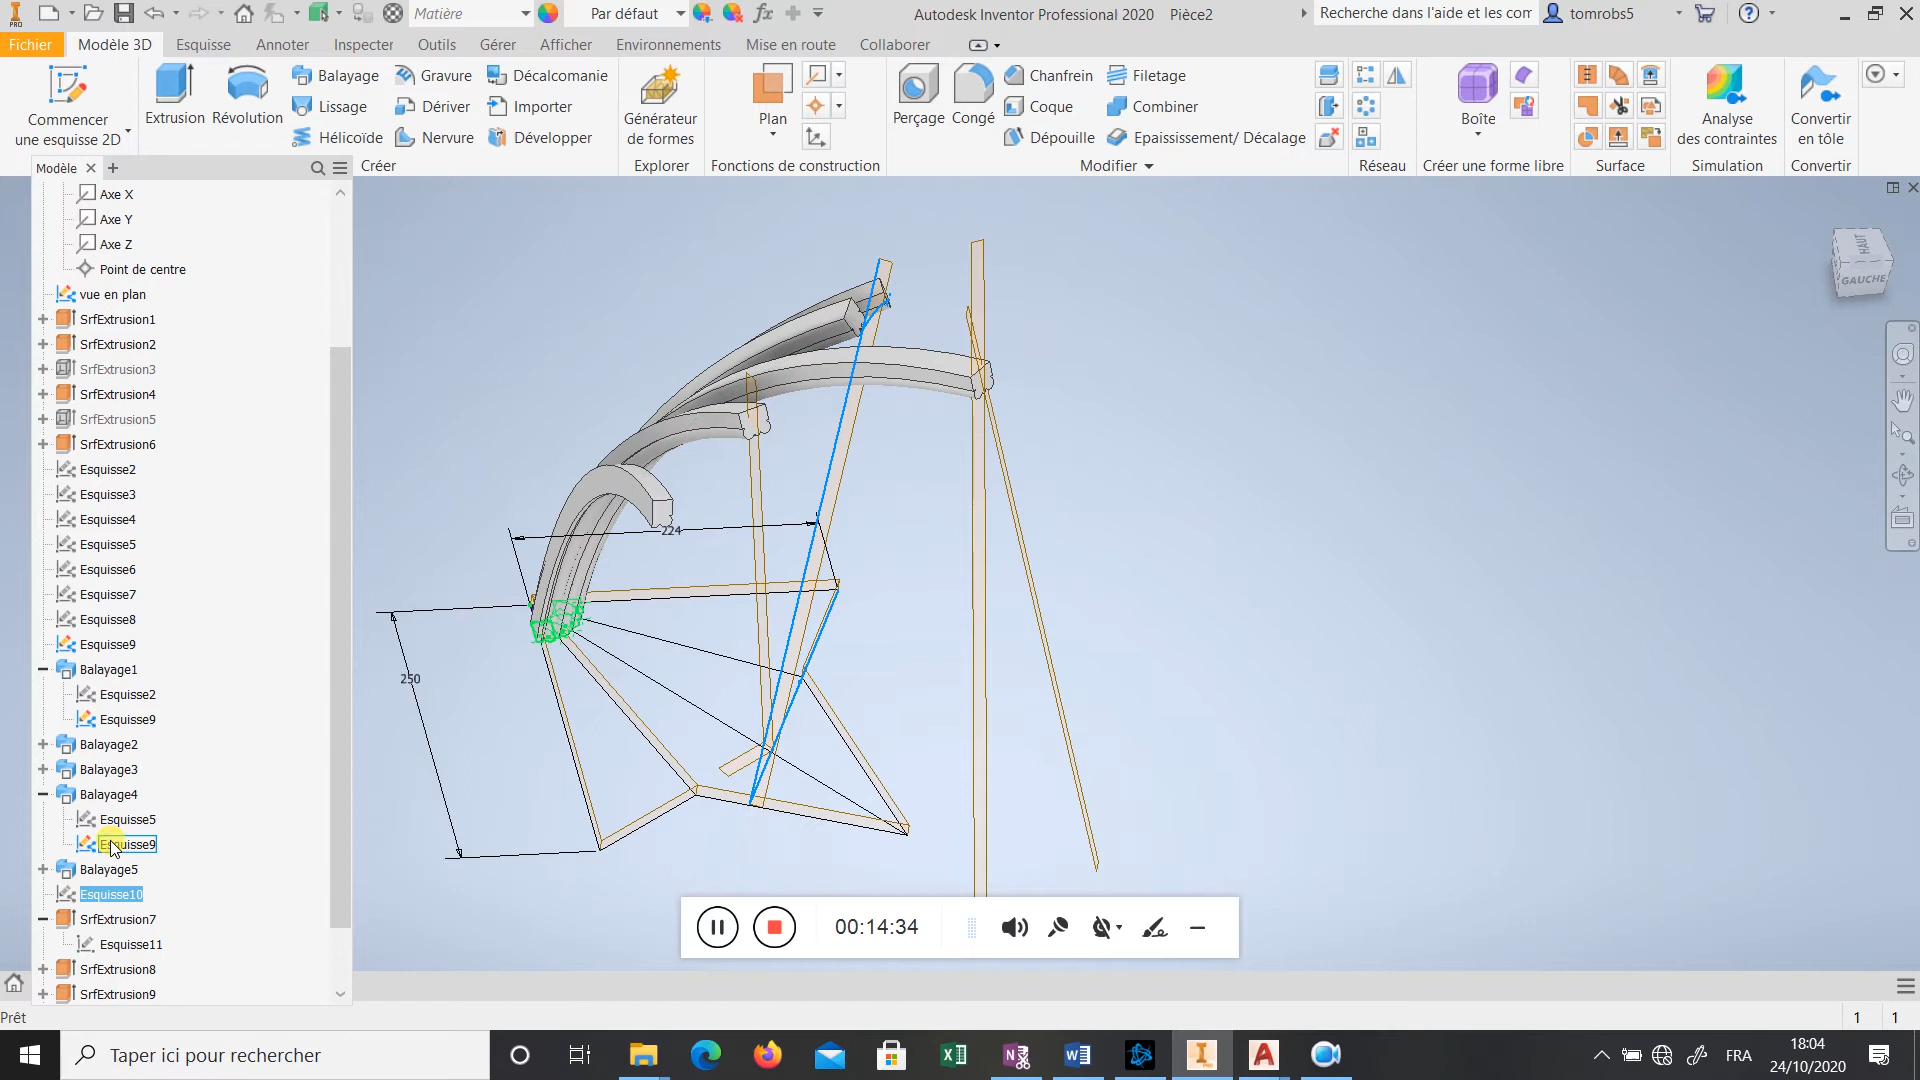 Matière
Par défaut
fx
Autodesk Inventor Professional 2020 Pièce2
Recherche dans l'aide et les com
tomrobs5
PRO
Fichier
Modèle 3D
Esquisse
Annoter
Inspecter
Outils
Gérer
Afficher
Environnements
Mise en route
Collaborer
Commencer
une esquisse 2D
Extrusion
Révolution
Balayage
Lissage
Hélicoïde
Gravure
Dériver
Nervure
Décalcomanie
Importer
Développer
Créer
Générateur
de formes
Explorer
Plan
Fonctions de construction
Perçage
Congé
Chanfrein
Coque
Dépouille
Filetage
Combiner
Epaississement/ Décalage
Modifier
Réseau
Boîte
Créer une forme libre
Surface
Analyse
des contraintes
Simulation
Convertir
en tôle
Convertir
Modèle
Axe X
Axe Y
Axe Z
Point de centre
vue en plan
SrfExtrusion1
SrfExtrusion2
SrfExtrusion3
SrfExtrusion4
SrfExtrusion5
SrfExtrusion6
Esquisse2
Esquisse3
Esquisse4
Esquisse5
Esquisse6
Esquisse7
Esquisse8
Esquisse9
Balayage1
Esquisse2
Esquisse9
Balayage2
Balayage3
Balayage4
Esquisse5
Esquisse9
Balayage5
Esquisse10
SrfExtrusion7
Esquisse11
SrfExtrusion8
SrfExtrusion9
224
250
HAUT
GAUCHE
00:14:34
Prêt
1 1
Taper ici pour rechercher
FRA
18:04
24/10/2020